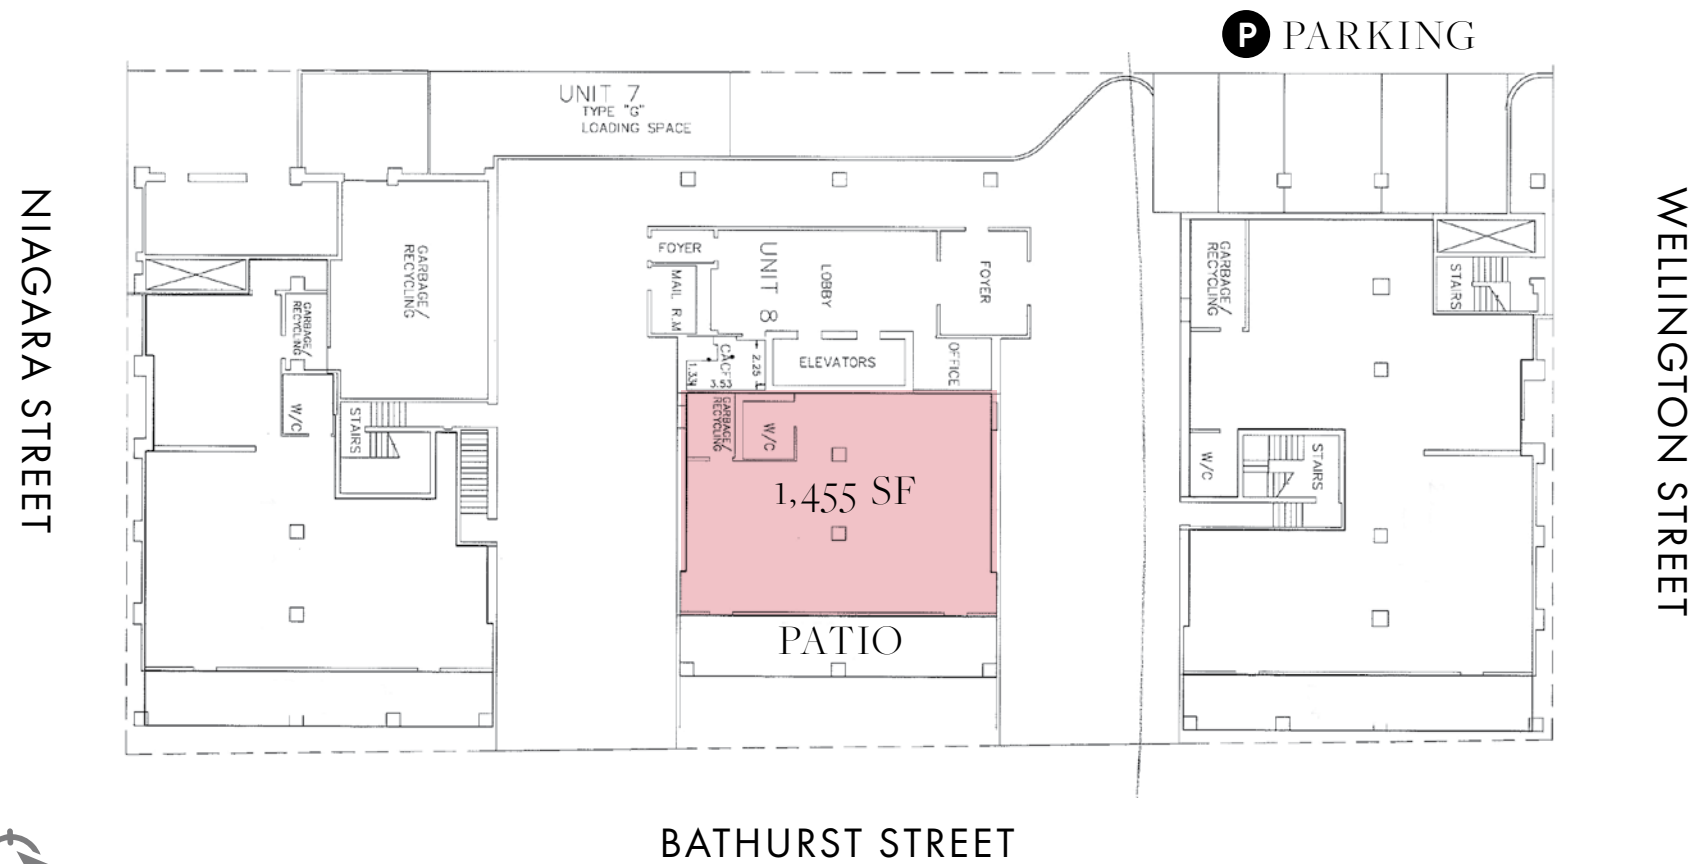 P PARKING
UNIT 7
TYPE "G"
LOADING SPACE
NIAGARA STREET
WELLINGTON STREET
GARBAGE/
RECYCLING
FOYER
UNIT 8
LOBBY
FOYER
MAIL R.M
GARBAGE/
RECYCLING
STAIRS
GARBAGE/
RECYCLING
CACF
2.25
1.33
3.53
ELEVATORS
OFFICE
W/C
STAIRS
GARBAGE/
RECYCLING
W/C
W/C
STAIRS
1,455 SF
PATIO
BATHURST STREET